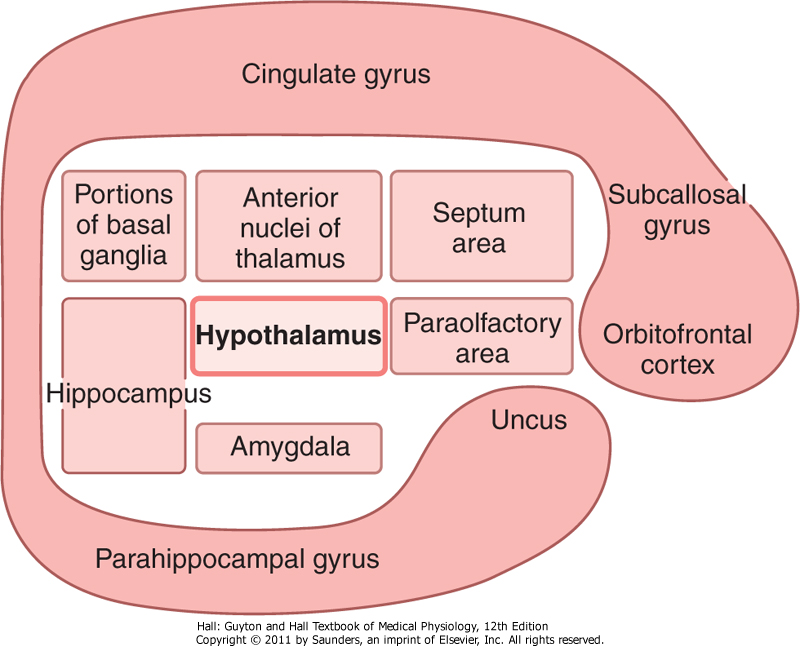 Cingulate gyrus
Portions
of basal
ganglia
Anterior
nuclei of
thalamus
Septum
area
Subcallosal
gyrus
Hypothalamus
Paraolfactory
area
Orbitofrontal
cortex
Hippocampus
Amygdala
Uncus
Parahippocampal gyrus
Hall: Guyton and Hall Textbook of Medical Physiology, 12th Edition
Copyright © 2011 by Saunders, an imprint of Elsevier, Inc. All rights reserved.